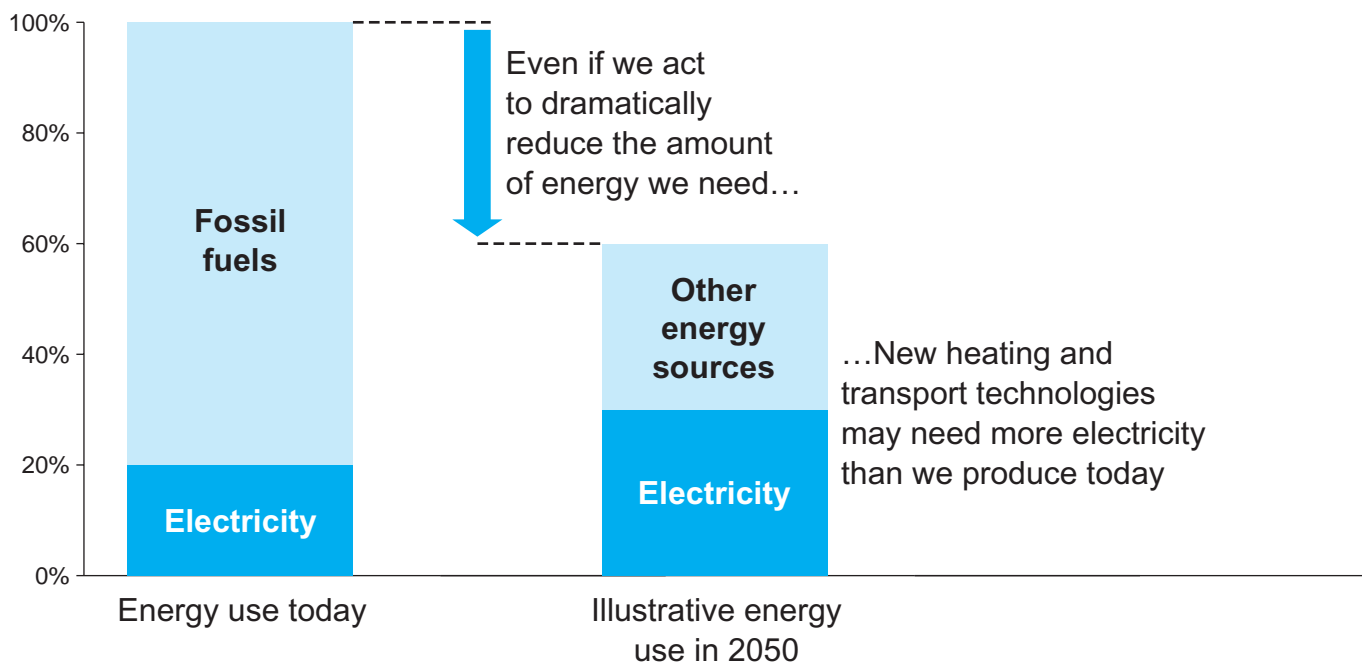 100%
80%
60%
40%
20%
0%
Fossil
fuels
Electricity
Energy use today
Even if we act
to dramatically
reduce the amount
of energy we need…
Other
energy
sources
Electricity
Illustrative energy
use in 2050
…New heating and
transport technologies
may need more electricity
than we produce today